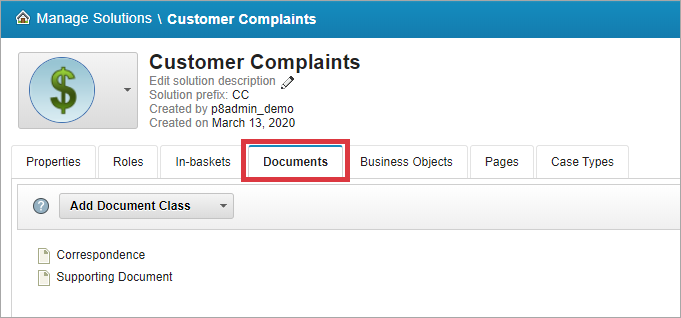 Manage Solutions \ Customer Complaints
$
Customer Complaints
Edit solution description
Solution prefix: CC
Created by p8admin_demo
Created on March 13, 2020
Properties Roles In-baskets Documents Business Objects Pages Case Types
? Add Document Class
Correspondence
Supporting Document